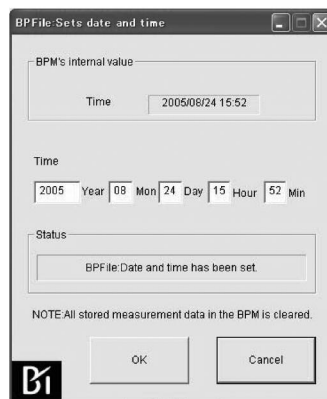 BPFile:Sets date and time
BPM's internal value
Time 2005/08/24 15:52
Time
2005 Year 08 Mon 24 Day 15 Hour 52 Min
Status
BPFile:Date and time has been set.
NOTE:All stored measurement data in the BPM is cleared.
OK Cancel